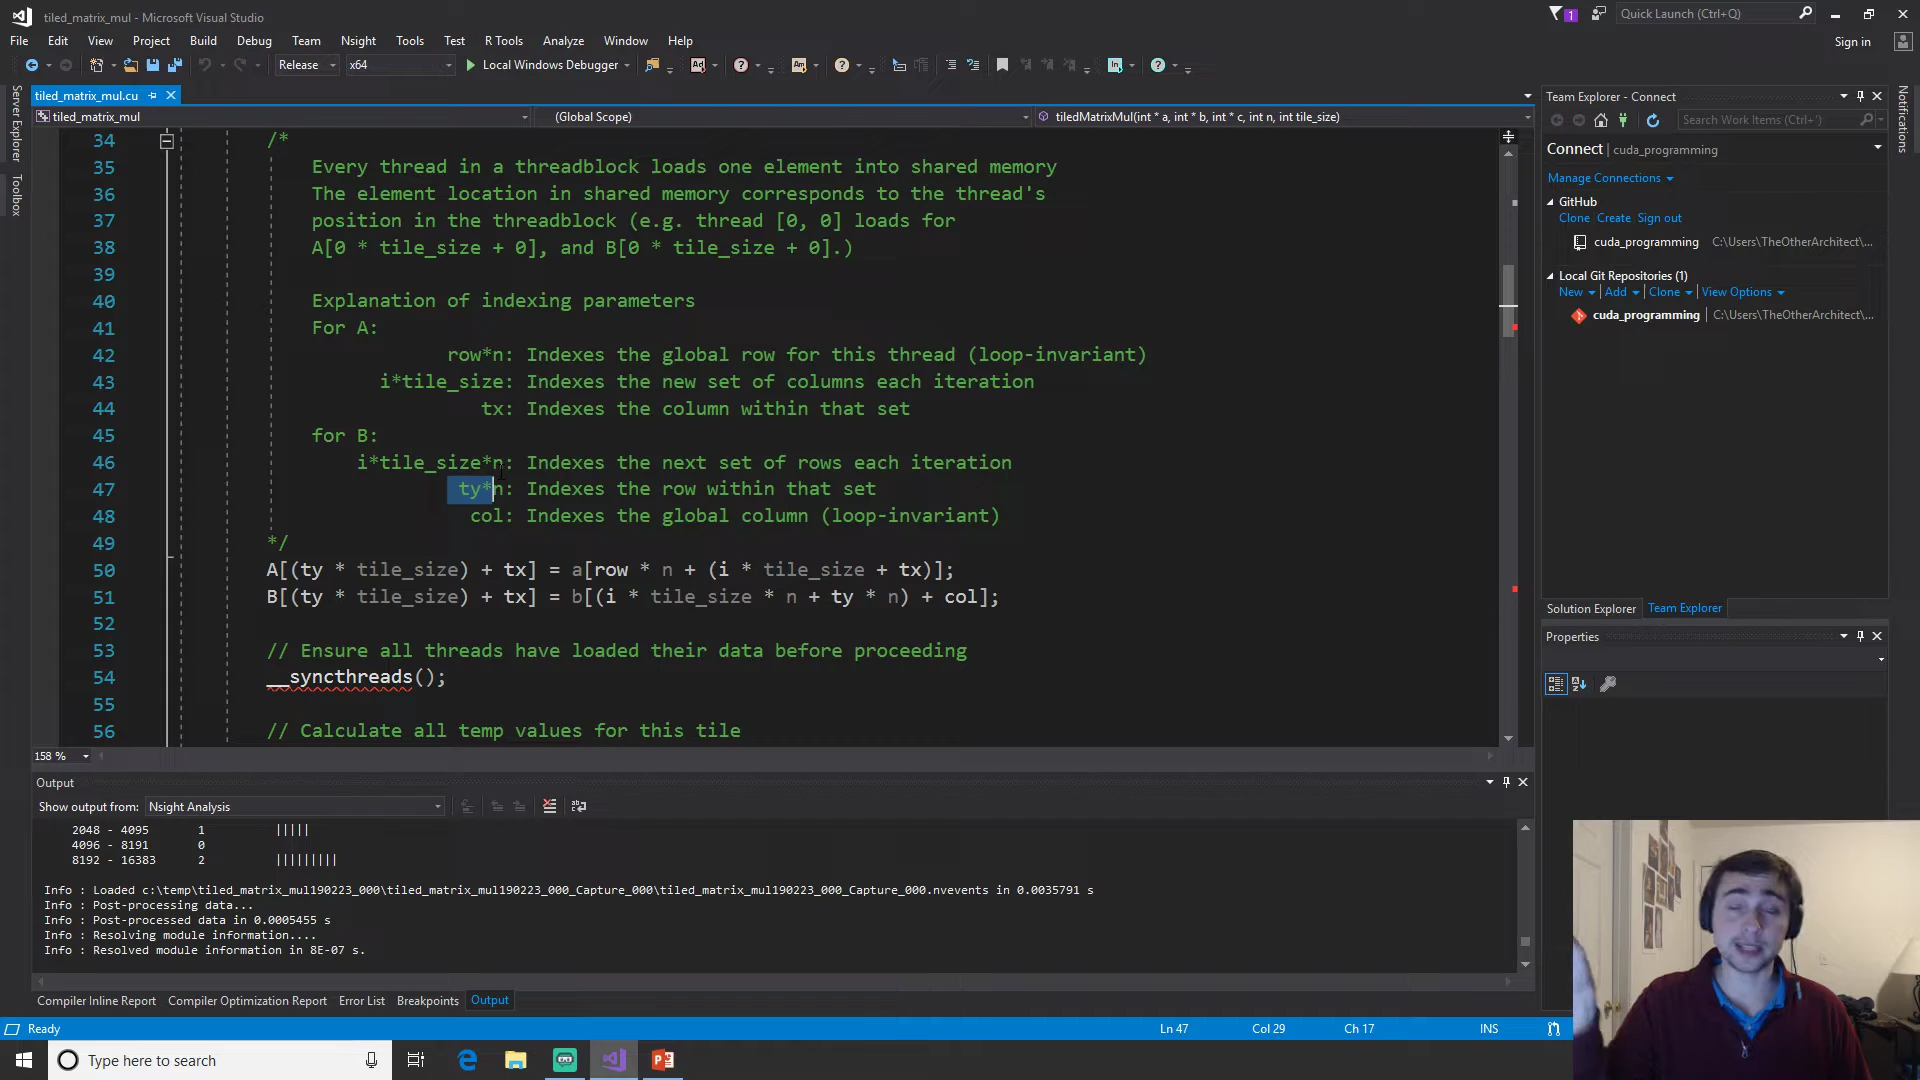 tiled_matrix_mul - Microsoft Visual Studio
1
Quick Launch (Ctrl+Q)
File Edit View Project Build Debug Team Nsight Tools Test R Tools Analyze Window Help
Sign in
Release x64 Local Windows Debugger
tiled_matrix_mul.cu
tiled_matrix_mul (Global Scope) tiledMatrixMul(int * a, int * b, int * c, int n, int tile_size)
Server Explorer
Toolbox
34 /*
35 Every thread in a threadblock loads one element into shared memory
36 The element location in shared memory corresponds to the thread's
37 position in the threadblock (e.g. thread [0, 0] loads for
38 A[0 * tile_size + 0], and B[0 * tile_size + 0].)
39
40 Explanation of indexing parameters
41 For A:
42 row*n: Indexes the global row for this thread (loop-invariant)
43 i*tile_size: Indexes the new set of columns each iteration
44 tx: Indexes the column within that set
45 for B:
46 i*tile_size*n: Indexes the next set of rows each iteration
47 ty*n: Indexes the row within that set
48 col: Indexes the global column (loop-invariant)
49 */
50 A[(ty * tile_size) + tx] = a[row * n + (i * tile_size + tx)];
51 B[(ty * tile_size) + tx] = b[(i * tile_size * n + ty * n) + col];
52
53 // Ensure all threads have loaded their data before proceeding
54 __syncthreads();
55
56 // Calculate all temp values for this tile
158 %
Output
Show output from: Nsight Analysis
2048 - 4095 1 |||||
4096 - 8191 0
8192 - 16383 2 |||||||||
Info : Loaded c:\temp\tiled_matrix_mul190223_000\tiled_matrix_mul190223_000_Capture_000\tiled_matrix_mul190223_000_Capture_000.nvevents in 0.0035791 s
Info : Post-processing data...
Info : Post-processed data in 0.0005455 s
Info : Resolving module information....
Info : Resolved module information in 8E-07 s.
Compiler Inline Report Compiler Optimization Report Error List Breakpoints Output
Team Explorer - Connect
Search Work Items (Ctrl+')
Connect | cuda_programming
Manage Connections
GitHub
Clone Create Sign out
cuda_programming C:\Users\TheOtherArchitect\...
Local Git Repositories (1)
New | Add | Clone | View Options
cuda_programming C:\Users\TheOtherArchitect\...
Notifications
Solution Explorer Team Explorer
Properties
Ready Ln 47 Col 29 Ch 17 INS
Type here to search